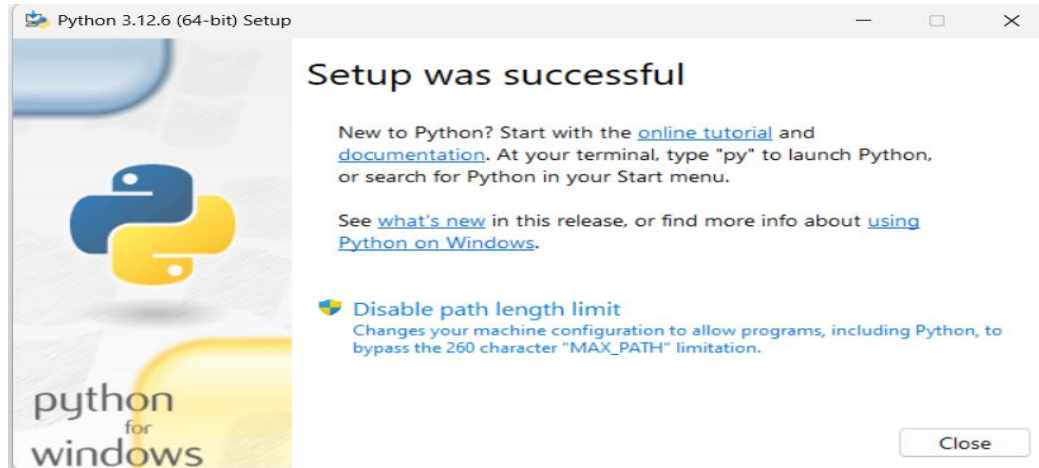 Python 3.12.6 (64-bit) Setup
Setup was successful
New to Python? Start with the online tutorial and
documentation. At your terminal, type "py" to launch Python,
or search for Python in your Start menu.
See what's new in this release, or find more info about using
Python on Windows.
Disable path length limit
Changes your machine configuration to allow programs, including Python, to
bypass the 260 character "MAX_PATH" limitation.
python
for
windows
Close